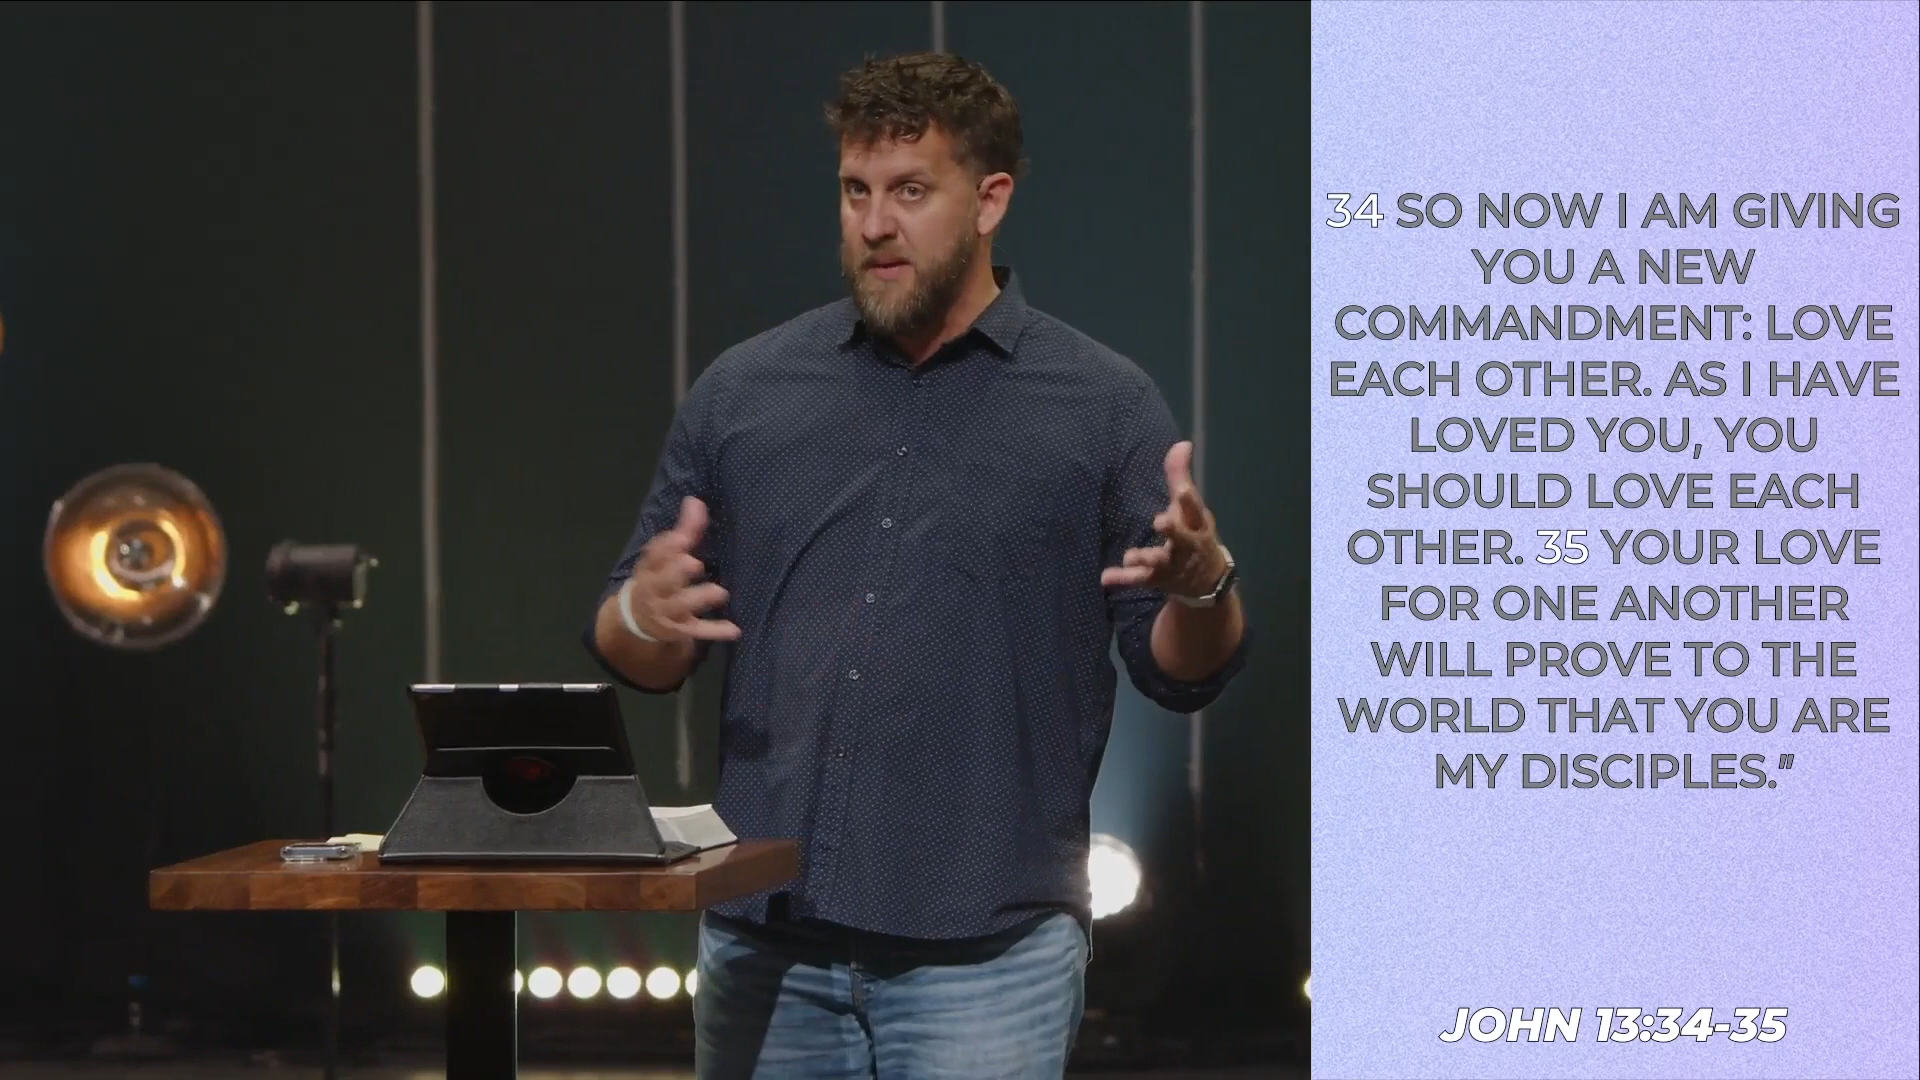 34 SO NOW I AM GIVING
YOU A NEW
COMMANDMENT: LOVE
EACH OTHER. AS I HAVE
LOVED YOU, YOU
SHOULD LOVE EACH
OTHER. 35 YOUR LOVE
FOR ONE ANOTHER
WILL PROVE TO THE
WORLD THAT YOU ARE
MY DISCIPLES."
JOHN 13:34-35